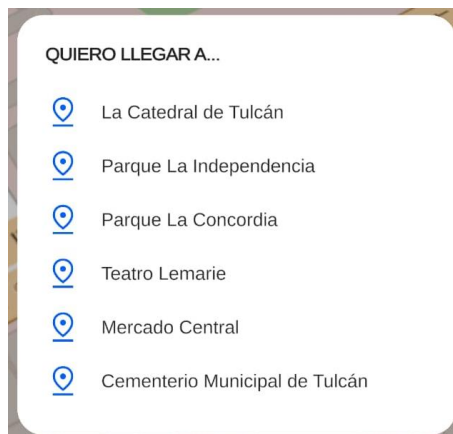 QUIERO LLEGAR A...
La Catedral de Tulcán
Parque La Independencia
Parque La Concordia
Teatro Lemarie
Mercado Central
Cementerio Municipal de Tulcán